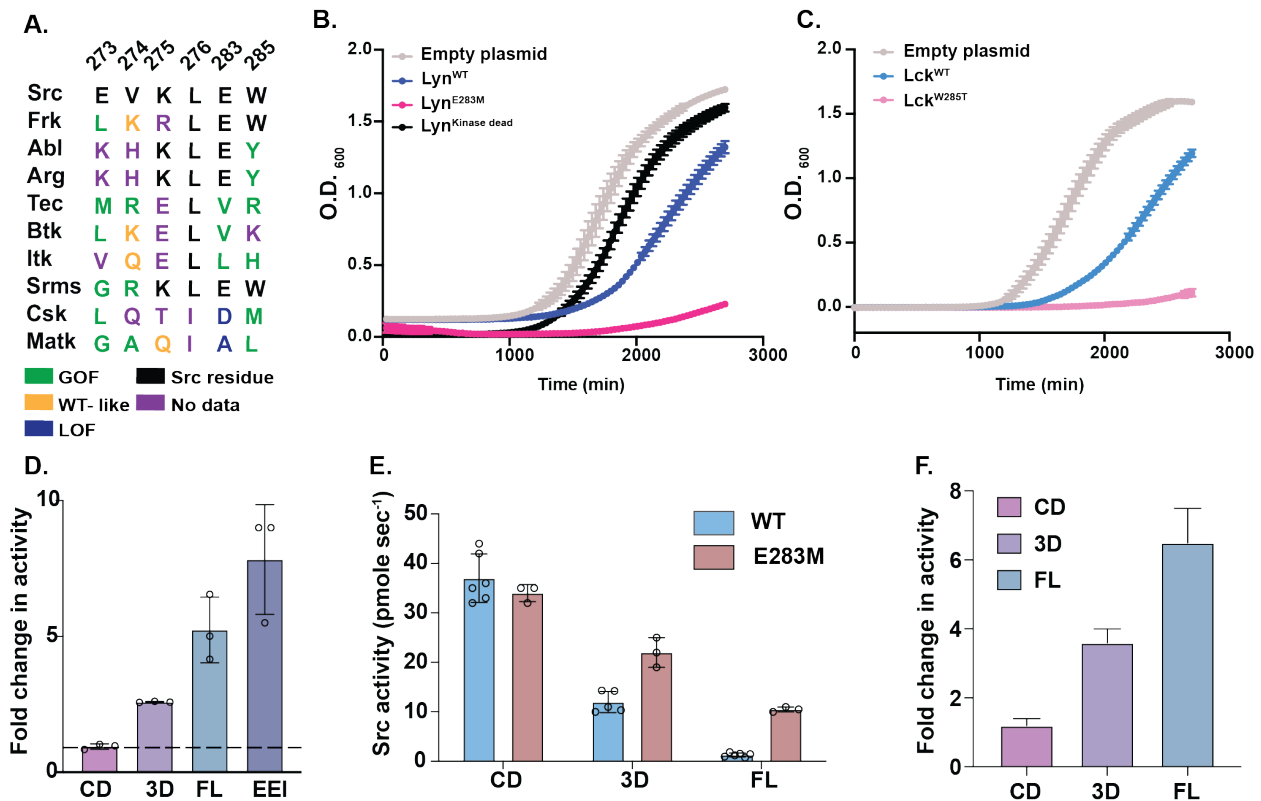 A.
273 274 275 276 283 285
Src E V K L E W
Frk L K R L E W
Abl K H K L E Y
Arg K H K L E Y
Tec M R E L V R
Btk L K E L V K
Itk V Q E L L H
Srms G R K L E W
Csk L Q T I D M
Matk G A Q I A L
GOF Src residue
WT- like No data
LOF
B.
2.0
1.5
1.0
0.5
0.0
O.D. 600
0 1000 2000 3000
Time (min)
Empty plasmid
Lyn^WT
Lyn^E283M
Lyn^Kinase dead
C.
2.0
1.5
1.0
0.5
0.0
O.D. 600
0 1000 2000 3000
Time (min)
Empty plasmid
Lck^WT
Lck^W285T
D.
Fold change in activity
10
5
0
CD 3D FL EEI
E.
Src activity (pmole sec⁻¹)
50
40
30
20
10
0
CD 3D FL
WT
E283M
F.
Fold change in activity
8
6
4
2
0
CD
3D
FL
CD 3D FL